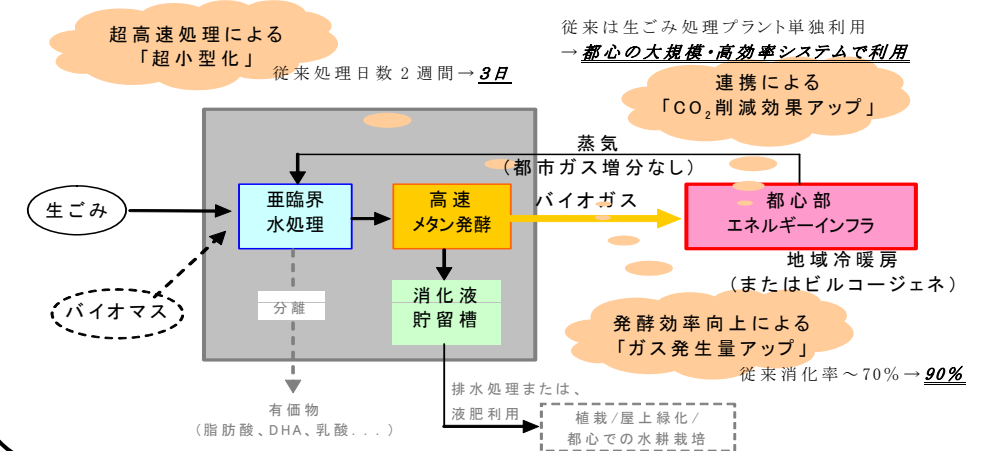 超高速処理による
「超小型化」
従来処理日数２週間→3日
従来は生ごみ処理プラント単独利用
→都心の大規模・高効率システムで利用
連携による
「CO2削減効果アップ」
蒸気
（都市ガス増分なし）
生ごみ
亜臨界
水処理
高速
メタン発酵
バイオガス
都心部
エネルギーインフラ
地域冷暖房
（またはビルコージェネ）
バイオマス
分離
消化液
貯留槽
発酵効率向上による
「ガス発生量アップ」
従来消化率～70%→90%
有価物
（脂肪酸、DHA、乳酸...）
排水処理または、
液肥利用
植栽/屋上緑化/
都心での水耕栽培